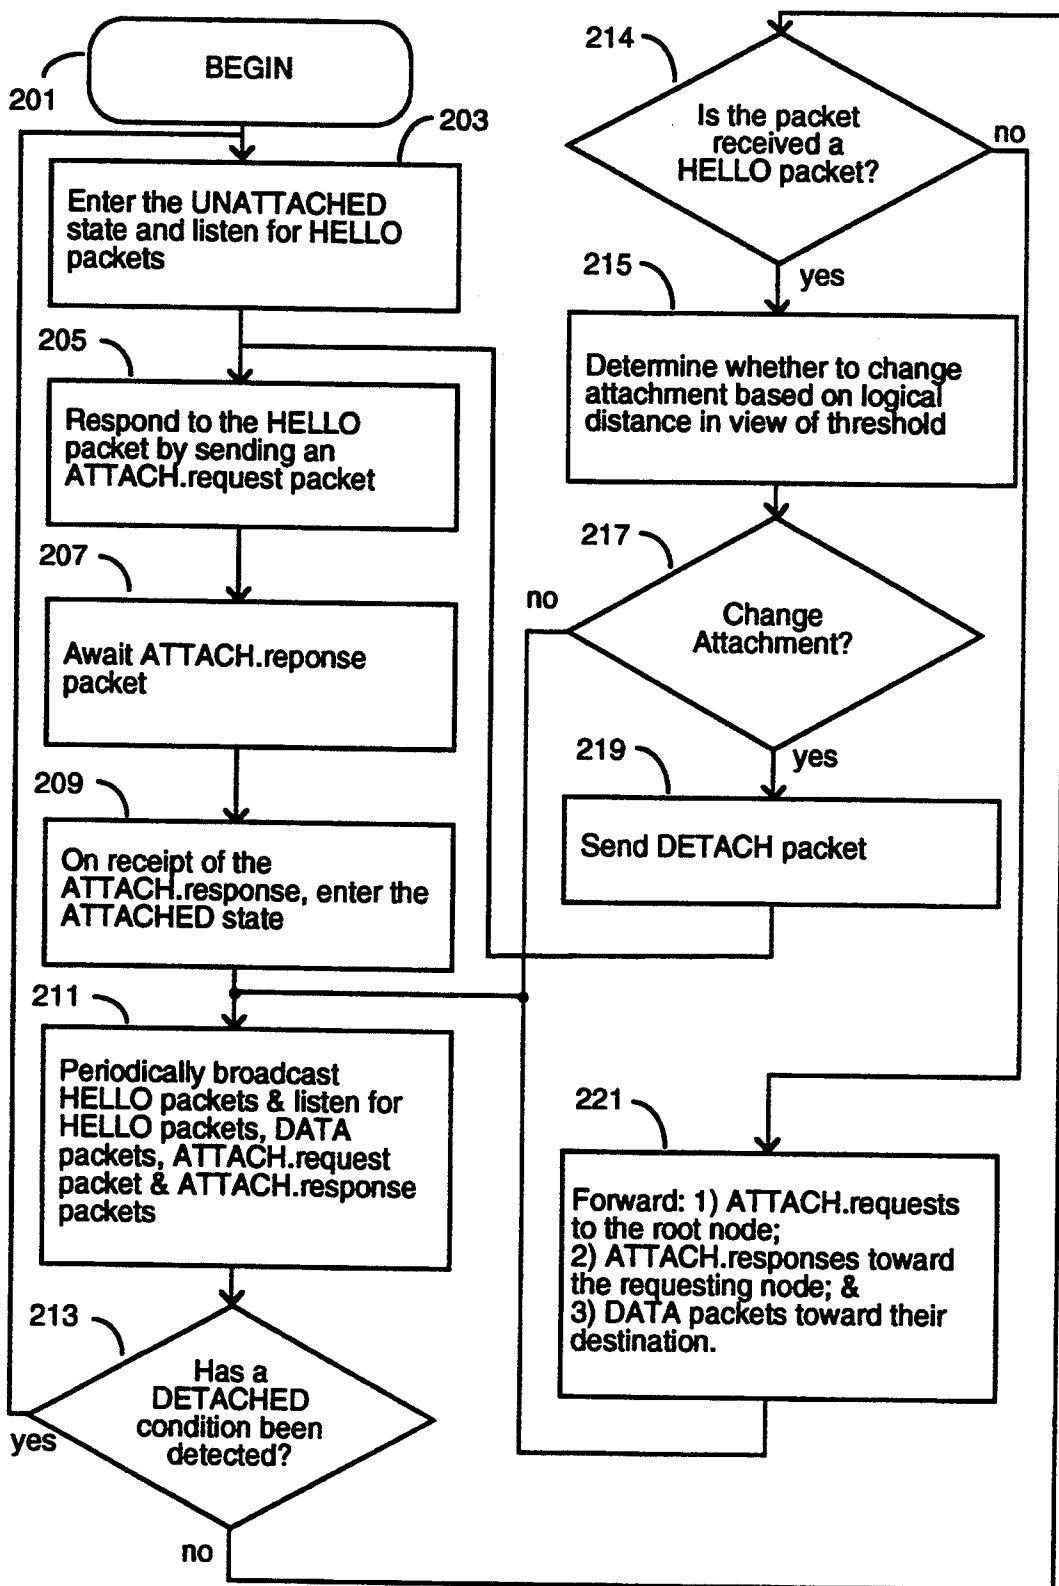 201
BEGIN
203
Enter the UNATTACHED
state and listen for HELLO
packets
205
Respond to the HELLO
packet by sending an
ATTACH.request packet
207
Await ATTACH.reponse
packet
209
On receipt of the
ATTACH.response, enter the
ATTACHED state
211
Periodically broadcast
HELLO packets & listen for
HELLO packets, DATA
packets, ATTACH.request
packet & ATTACH.response
packets
213
Has a
DETACHED
condition been
detected?
yes
no
214
Is the packet
received a
HELLO packet?
no
yes
215
Determine whether to change
attachment based on logical
distance in view of threshold
217
no
Change
Attachment?
yes
219
Send DETACH packet
221
Forward: 1) ATTACH.requests
to the root node;
2) ATTACH.responses toward
the requesting node; &
3) DATA packets toward their
destination.